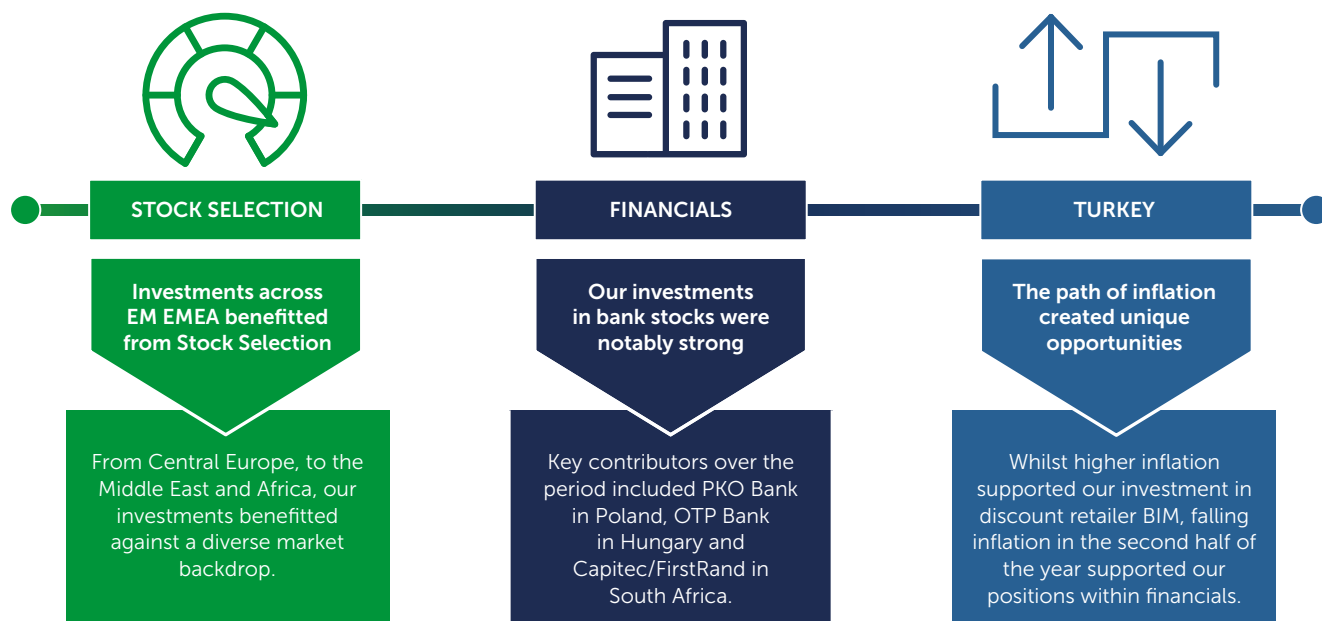 STOCK SELECTION
Investments across
EM EMEA benefitted
from Stock Selection
From Central Europe, to the
Middle East and Africa, our
investments benefitted
against a diverse market
backdrop.
FINANCIALS
Our investments
in bank stocks were
notably strong
Key contributors over the
period included PKO Bank
in Poland, OTP Bank
in Hungary and
Capitec/FirstRand in
South Africa.
TURKEY
The path of inflation
created unique
opportunities
Whilst higher inflation
supported our investment in
discount retailer BIM, falling
inflation in the second half of
the year supported our
positions within financials.